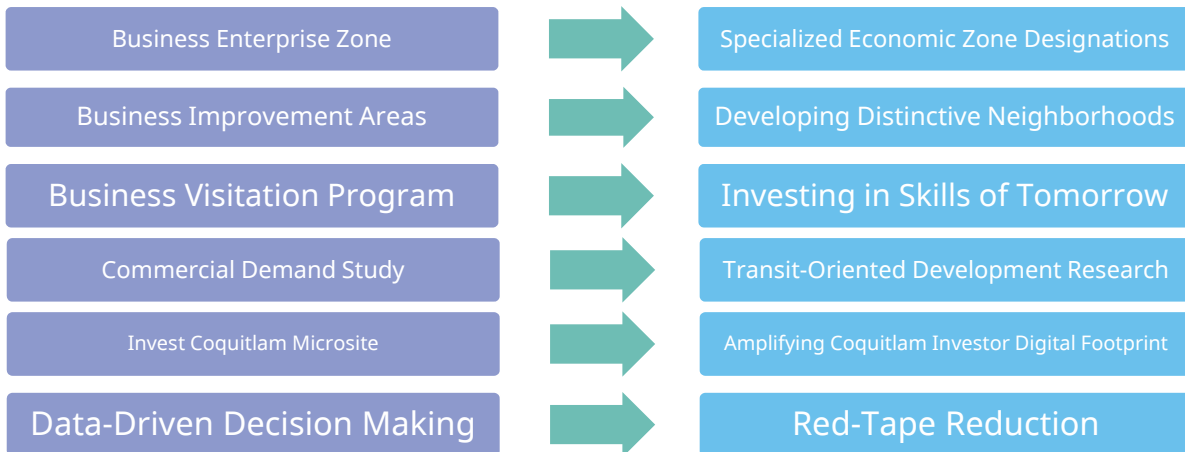 Business Enterprise Zone
Specialized Economic Zone Designations
Business Improvement Areas
Developing Distinctive Neighborhoods
Business Visitation Program
Investing in Skills of Tomorrow
Commercial Demand Study
Transit-Oriented Development Research
Invest Coquitlam Microsite
Amplifying Coquitlam Investor Digital Footprint
Data-Driven Decision Making
Red-Tape Reduction